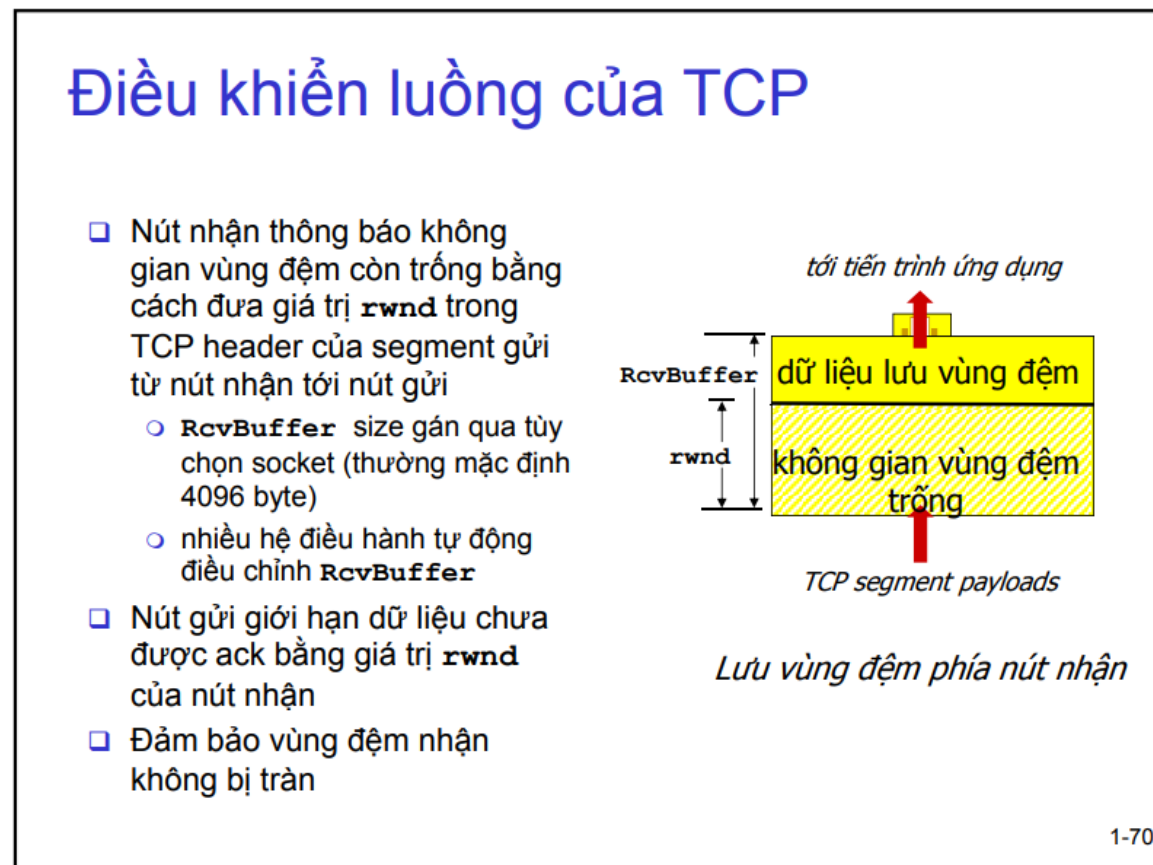 Điều khiển luồng của TCP
Nút nhận thông báo không
gian vùng đệm còn trống bằng
cách đưa giá trị rwnd trong
TCP header của segment gửi
từ nút nhận tới nút gửi
RcvBuffer size gán qua tùy
chọn socket (thường mặc định
4096 byte)
nhiều hệ điều hành tự động
điều chỉnh RcvBuffer
Nút gửi giới hạn dữ liệu chưa
được ack bằng giá trị rwnd
của nút nhận
Đảm bảo vùng đệm nhận
không bị tràn
tới tiến trình ứng dụng
RcvBuffer
dữ liệu lưu vùng đệm
rwnd
không gian vùng đệm
trống
TCP segment payloads
Lưu vùng đệm phía nút nhận
1-70